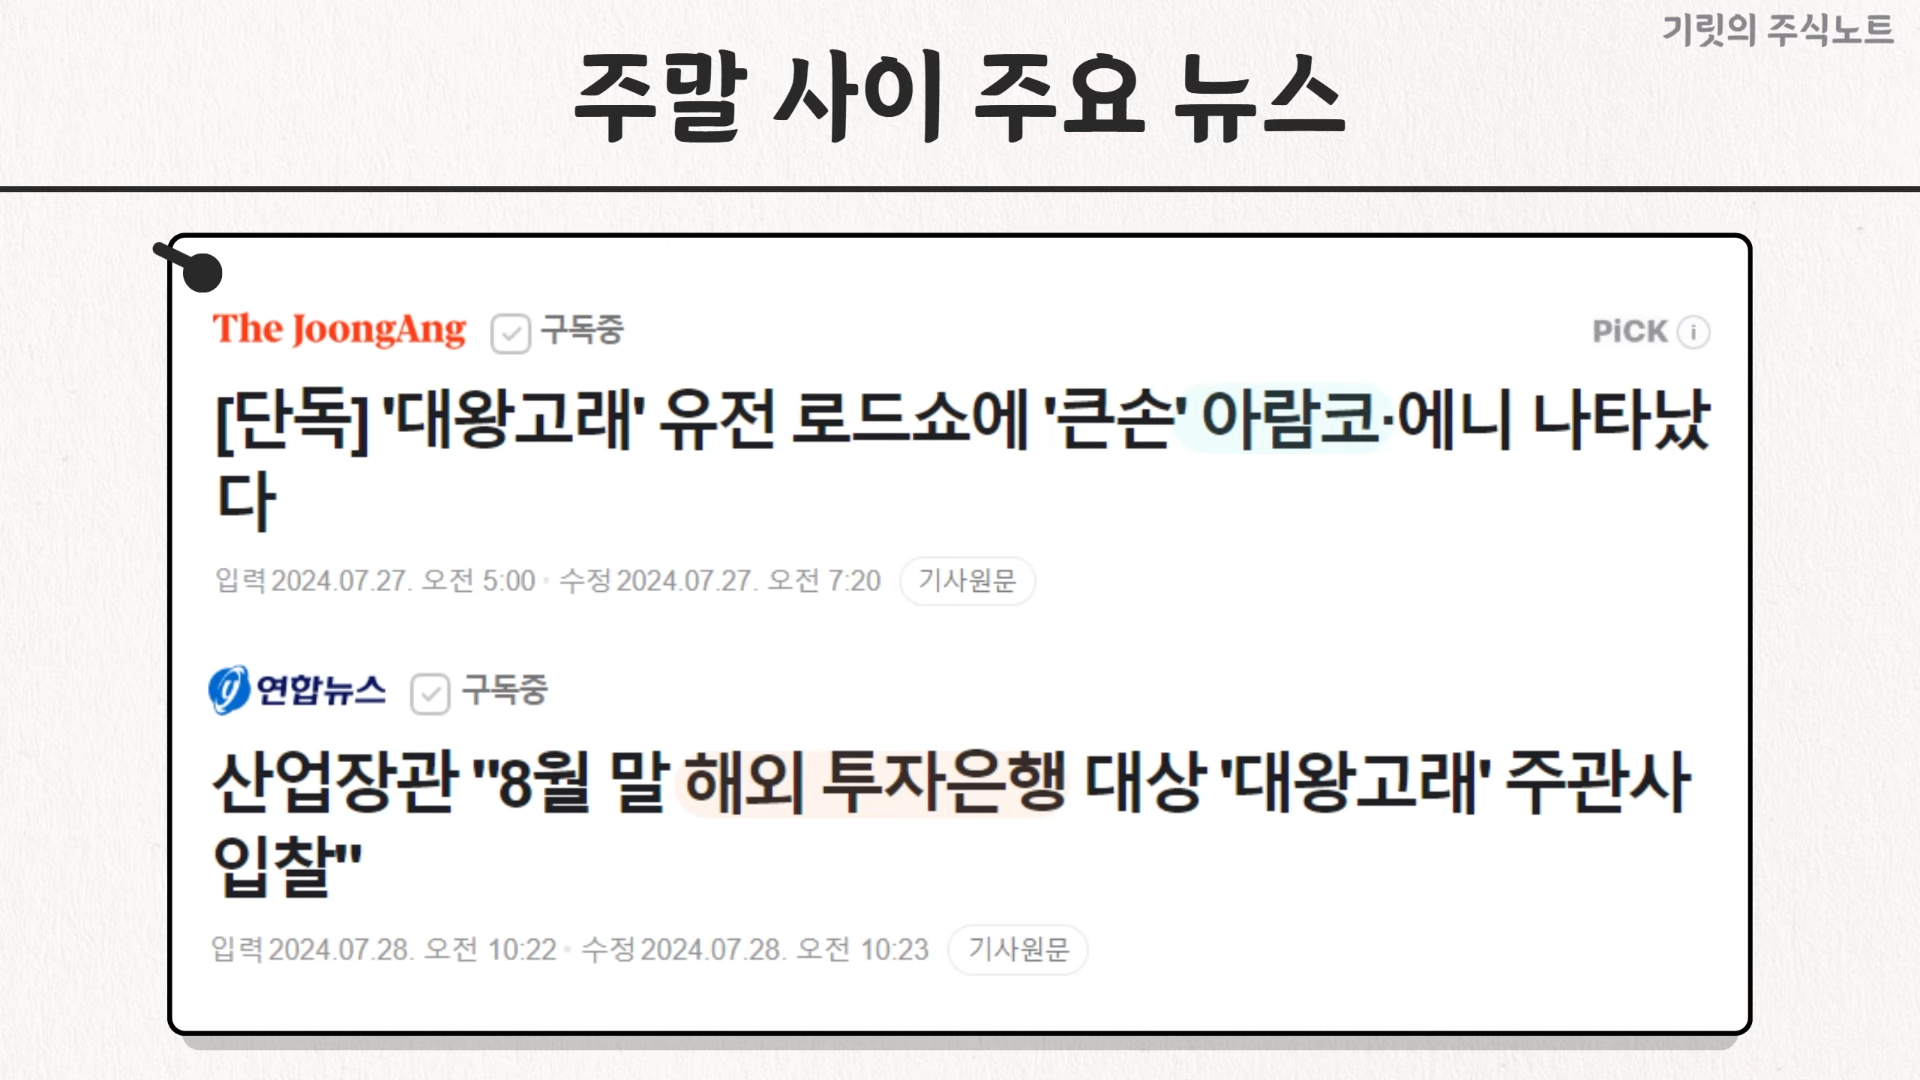 기릿의 주식노트
주말 사이 주요 뉴스
The JoongAng 구독중 PiCK i
[단독] '대왕고래' 유전 로드쇼에 '큰손' 아람코·에니 나타났
다
입력 2024.07.27. 오전 5:00 · 수정 2024.07.27. 오전 7:20 기사원문
연합뉴스 구독중
산업장관 "8월 말 해외 투자은행 대상 '대왕고래' 주관사
입찰"
입력 2024.07.28. 오전 10:22 · 수정 2024.07.28. 오전 10:23 기사원문